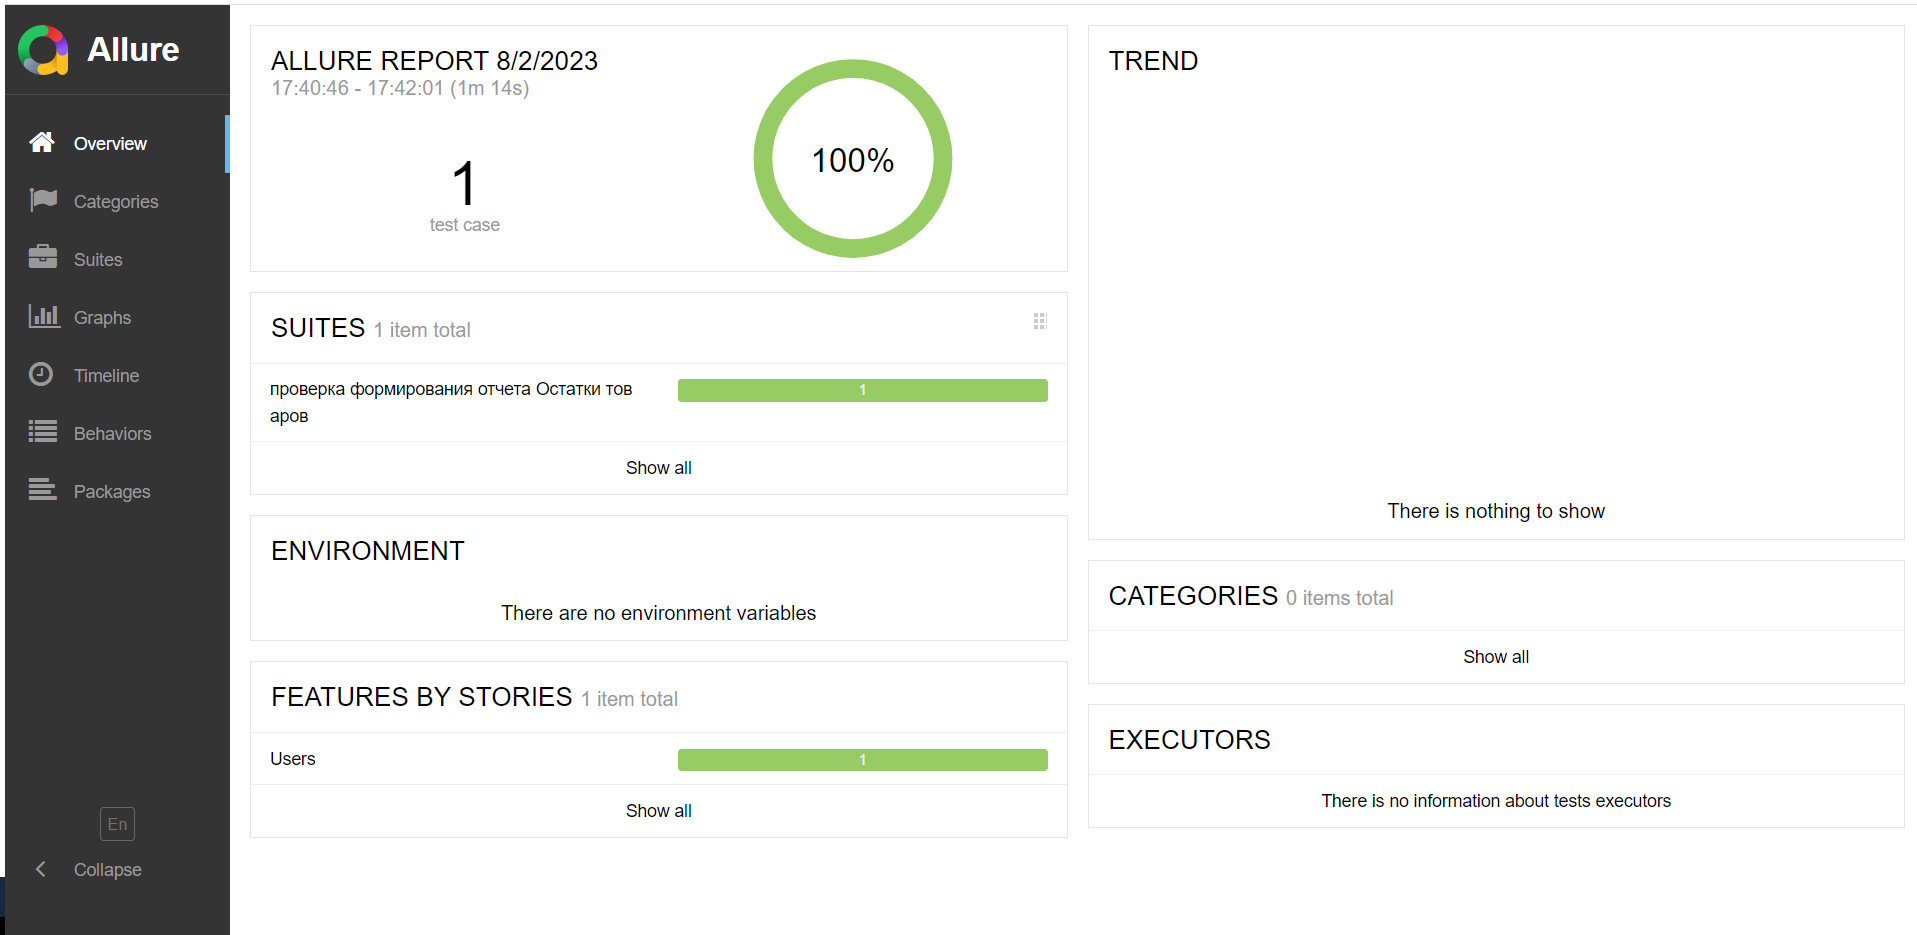 Allure
Overview
Categories
Suites
Graphs
Timeline
Behaviors
Packages
En
Collapse
ALLURE REPORT 8/2/2023
17:40:46 - 17:42:01 (1m 14s)
1
test case
100%
SUITES 1 item total
проверка формирования отчета Остатки тов
аров
1
Show all
ENVIRONMENT
There are no environment variables
FEATURES BY STORIES 1 item total
Users
1
Show all
TREND
There is nothing to show
CATEGORIES 0 items total
Show all
EXECUTORS
There is no information about tests executors